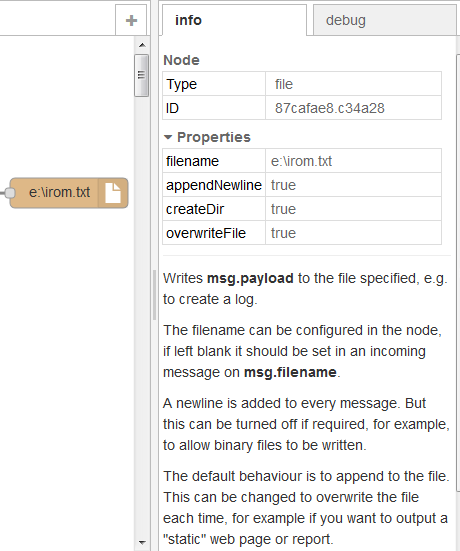 +
info
debug
Node
Type file
ID 87cafae8.c34a28
Properties
filename e:\irom.txt
appendNewline true
createDir true
overwriteFile true
e:\irom.txt
Writes msg.payload to the file specified, e.g.
to create a log.
The filename can be configured in the node,
if left blank it should be set in an incoming
message on msg.filename.
A newline is added to every message. But
this can be turned off if required, for example,
to allow binary files to be written.
The default behaviour is to append to the file.
This can be changed to overwrite the file
each time, for example if you want to output a
"static" web page or report.